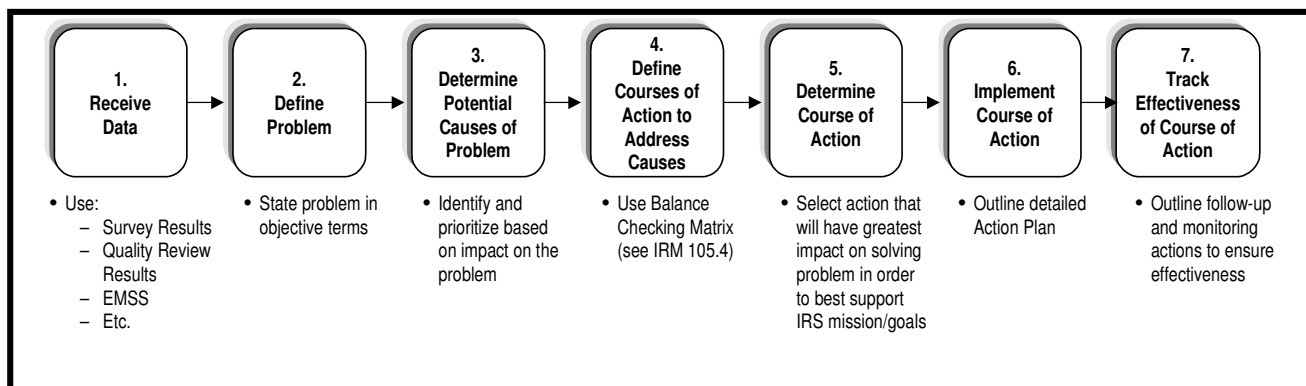 1.
Receive
Data
2.
Define
Problem
3.
Determine
Potential
Causes of
Problem
4.
Define
Courses of
Action to
Address
Causes
5.
Determine
Course of
Action
6.
Implement
Course of
Action
7.
Track
Effectiveness
of Course of
Action
• Use:
– Survey Results
– Quality Review
Results
– EMSS
– Etc.
• State problem in
objective terms
• Identify and
prioritize based
on impact on the
problem
• Use Balance
Checking Matrix
(see IRM 105.4)
• Select action that
will have greatest
impact on solving
problem in order
to best support
IRS mission/goals
• Outline detailed
Action Plan
• Outline follow-up
and monitoring
actions to ensure
effectiveness